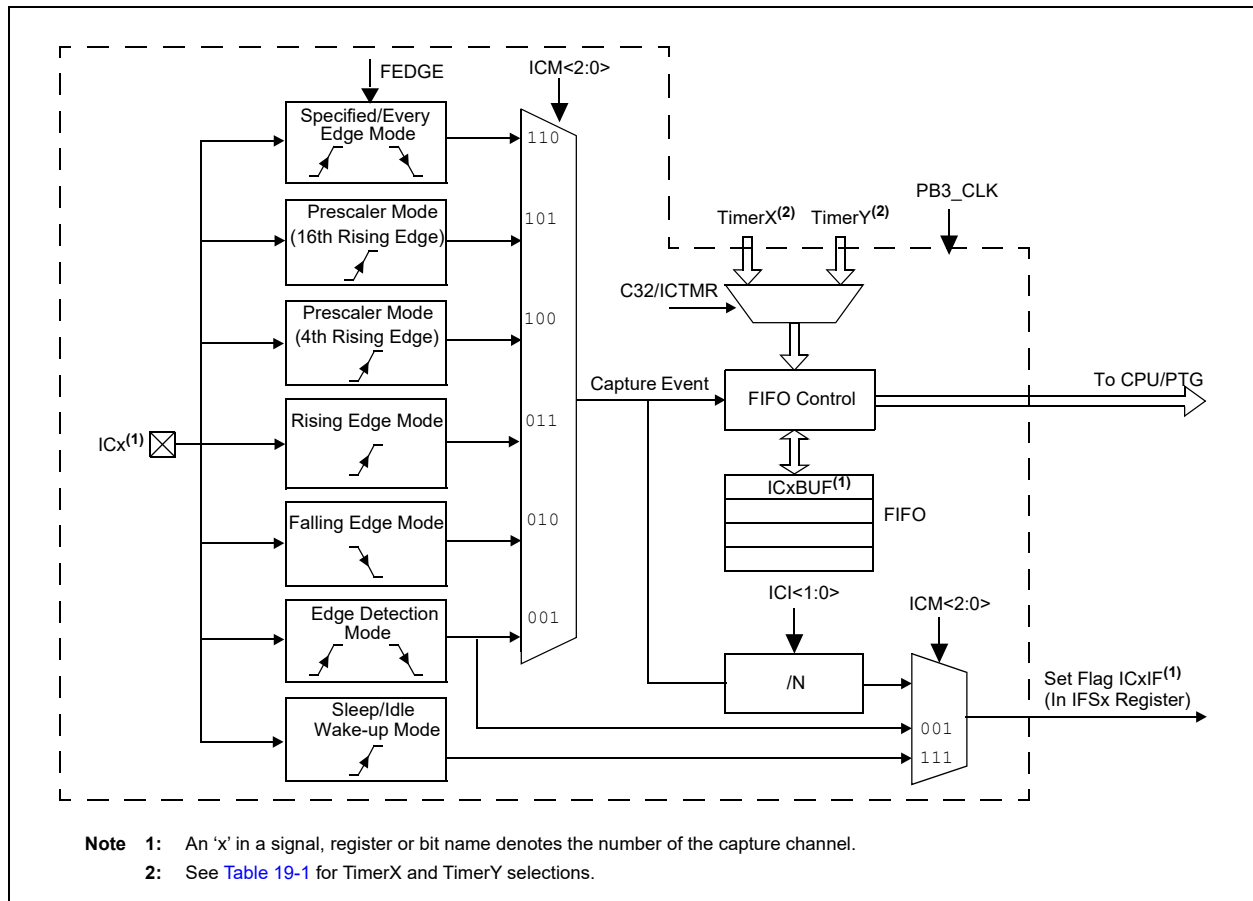 FEDGE
ICM<2:0>
Specified/Every
Edge Mode
110
PB3_CLK
Prescaler Mode
(16th Rising Edge)
101
TimerX(2)
TimerY(2)
C32/ICTMR
Prescaler Mode
(4th Rising Edge)
100
Capture Event
FIFO Control
To CPU/PTG
Rising Edge Mode
011
ICx(1)
ICxBUF(1)
FIFO
Falling Edge Mode
010
ICI<1:0>
ICM<2:0>
Edge Detection
Mode
001
/N
Set Flag ICxIF(1)
(In IFSx Register)
Sleep/Idle
Wake-up Mode
001
111
Note 1: An ‘x’ in a signal, register or bit name denotes the number of the capture channel.
2: See Table 19-1 for TimerX and TimerY selections.